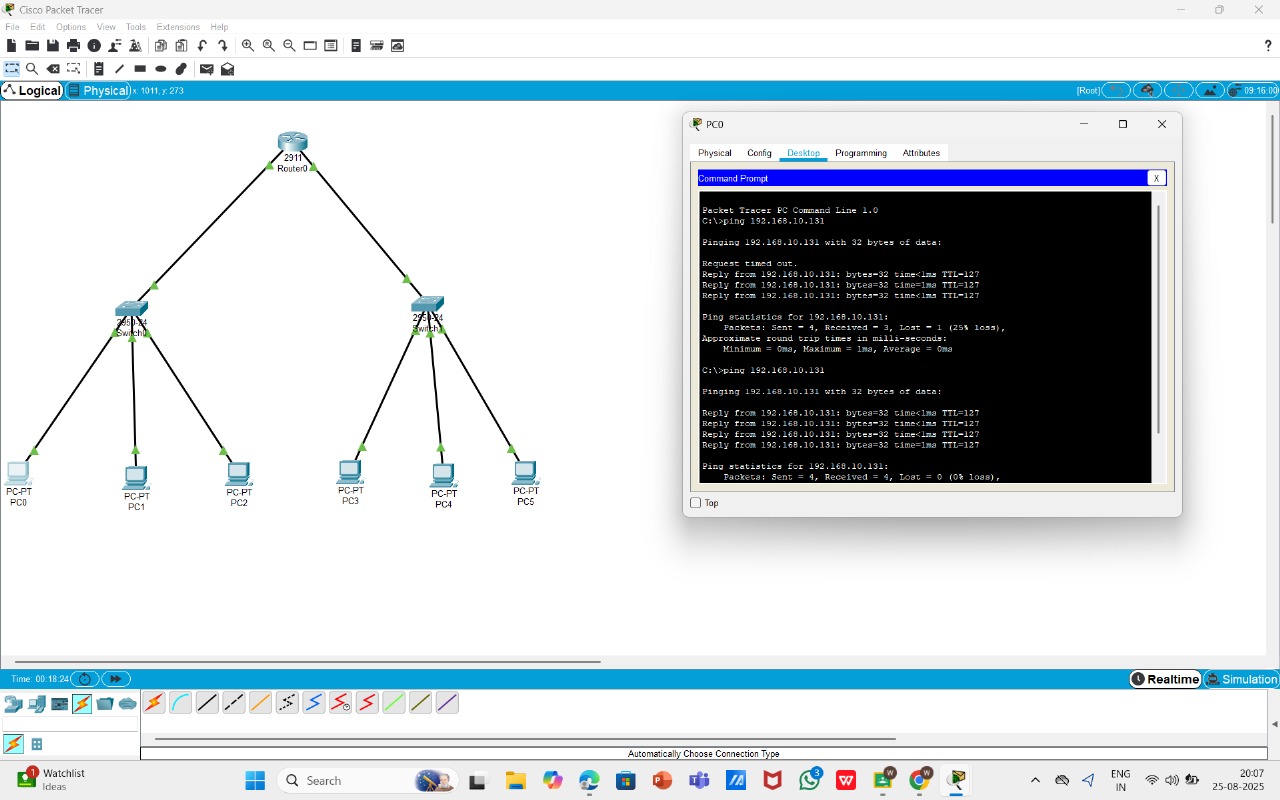 Cisco Packet Tracer
File Edit Options View Tools Extensions Help
?
Logical Physical x: 1011, y: 273 [Root] 09:16:00
2911
Router0
2950-24
Switch0
2950-24
PC-PT
PC0
PC-PT
PC1
PC-PT
PC2
PC-PT
PC3
PC-PT
PC4
PC-PT
PC5
PC0
Physical Config Desktop Programming Attributes
Command Prompt X
Packet Tracer PC Command Line 1.0
C:\>ping 192.168.10.131
Pinging 192.168.10.131 with 32 bytes of data:
Request timed out.
Reply from 192.168.10.131: bytes=32 time<1ms TTL=127
Reply from 192.168.10.131: bytes=32 time=1ms TTL=127
Reply from 192.168.10.131: bytes=32 time<1ms TTL=127
Ping statistics for 192.168.10.131:
Packets: Sent = 4, Received = 3, Lost = 1 (25% loss),
Approximate round trip times in milli-seconds:
Minimum = 0ms, Maximum = 1ms, Average = 0ms
C:\>ping 192.168.10.131
Pinging 192.168.10.131 with 32 bytes of data:
Reply from 192.168.10.131: bytes=32 time<1ms TTL=127
Reply from 192.168.10.131: bytes=32 time<1ms TTL=127
Reply from 192.168.10.131: bytes=32 time<1ms TTL=127
Reply from 192.168.10.131: bytes=32 time=1ms TTL=127
Ping statistics for 192.168.10.131:
Packets: Sent = 4, Received = 4, Lost = 0 (0% loss),
Top
Time: 00:18:24 Realtime Simulation
Automatically Choose Connection Type
1 Watchlist
Ideas
Search
3
W
W
ENG
IN
20:07
25-08-2025